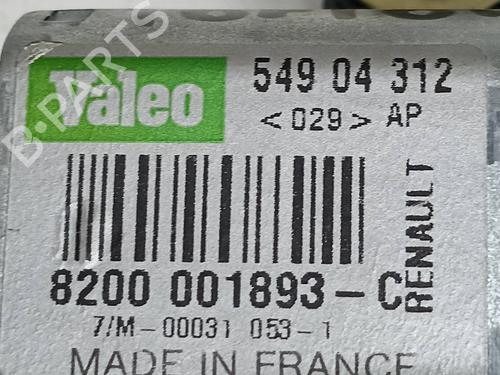 B-PARTS
Valeo
549 04 312
<029> AP
RENAULT
8200 001893-C
7/M-00031 053-1
MADE IN FRANCE